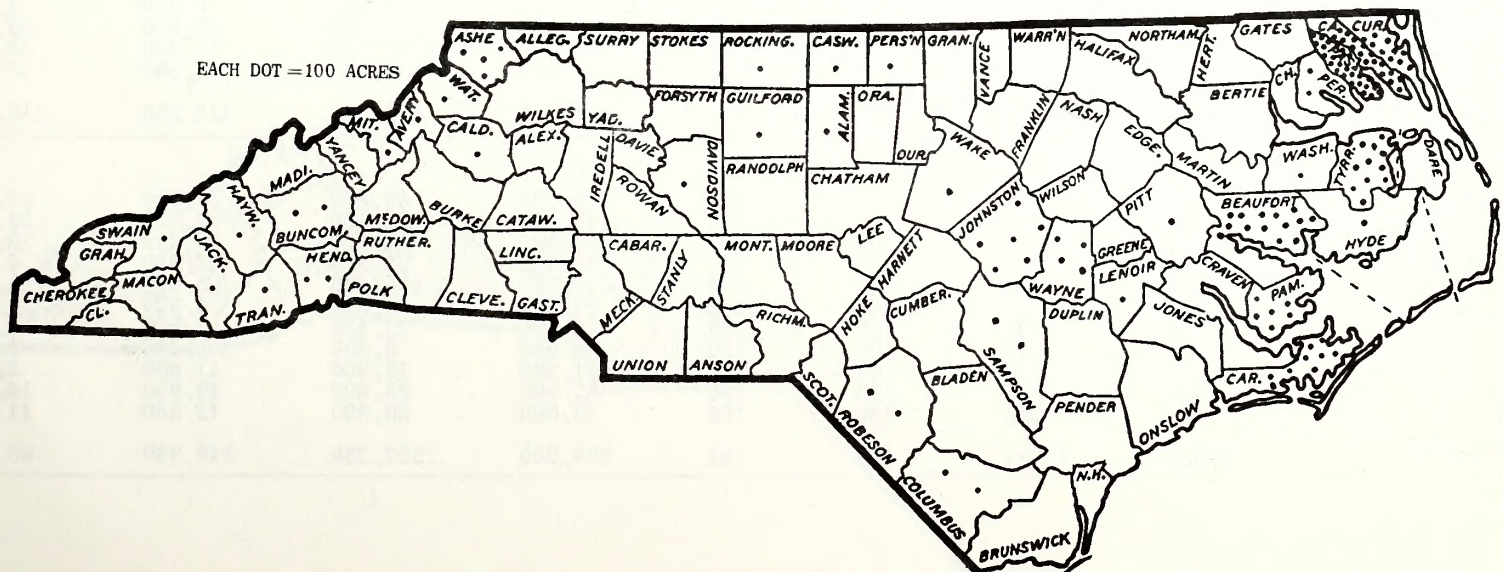 EACH DOT = 100 ACRES
ASHE
ALLEG.
SURRY
STOKES
ROCKING.
CASW.
PERS'N
GRAN.
VANCE
WARR'N
HALIFAX
NORTHAM.
HERT.
GATES
CUR.
WAT.
WILKES
YAD.
FORSYTH
GUILFORD
ALAM.
ORA.
DUR.
FRANKLIN
NASH
EDGE.
BERTIE
CH.
PER.
MIT.
AVERY
CALD.
ALEX.
IREDELL
DAVIE
DAVIDSON
RANDOLPH
CHATHAM
WAKE
MARTIN
WASH.
TYRR.
DARE
MADI.
YANCEY
McDOW.
BURKE
CATAW.
ROWAN
JOHNSTON
WILSON
PITT
BEAUFORT
HYDE
SWAIN
HAYW.
BUNCOM.
RUTHER.
LINC.
CABAR.
STANLY
MONT.
MOORE
LEE
HARNETT
WAYNE
GREENE
LENOIR
CRAVEN
PAM.
GRAH.
JACK.
HEND.
POLK
CLEVE.
GAST.
MECK.
CHEROKEE
MACON
CL.
TRAN.
UNION
ANSON
RICHM.
HOKE
CUMBER.
SAMPSON
DUPLIN
JONES
CAR.
SCOT.
ROBESON
BLADEN
PENDER
ONSLOW
COLUMBUS
N.H.
BRUNSWICK